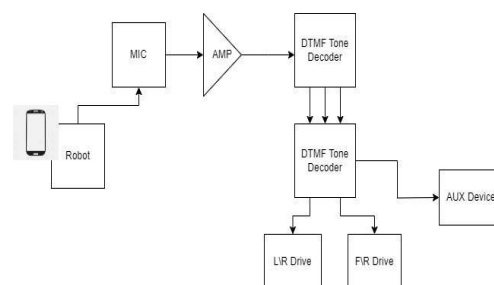 MIC
AMP
DTMF Tone
Decoder
Robot
DTMF Tone
Decoder
AUX Device
L\R Drive
F\R Drive